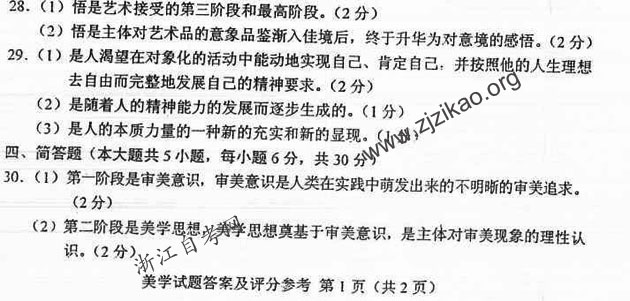 28.（1）悟是艺术接受的第三阶段和最高阶段。（2分）
（2）悟是主体对艺术品的意象品鉴渐入佳境后，终于升华为对意境的感悟。（2分）
29.（1）是人渴望在对象化的活动中能动地实现自己、肯定自己，并按照他的人生理想
去自由而完整地发展自己的精神要求。（2分）
（2）是随着人的精神能力的发展而逐步生成的。（1分）
（3）是人的本质力量的一种新的充实和新的显现。（
www.zjzikao.org
四、简答题（本大题共5小题，每小题6分，共30分）
30.（1）第一阶段是审美意识，审美意识是人类在实践中萌发出来的不明晰的审美追求。
（2分）
（2）第二阶段是美学思想，美学思想奠基于审美意识，是主体对审美现象的理性认
识。（2分）
浙江自考网
美学试题答案及评分参考 第1页（共2页）